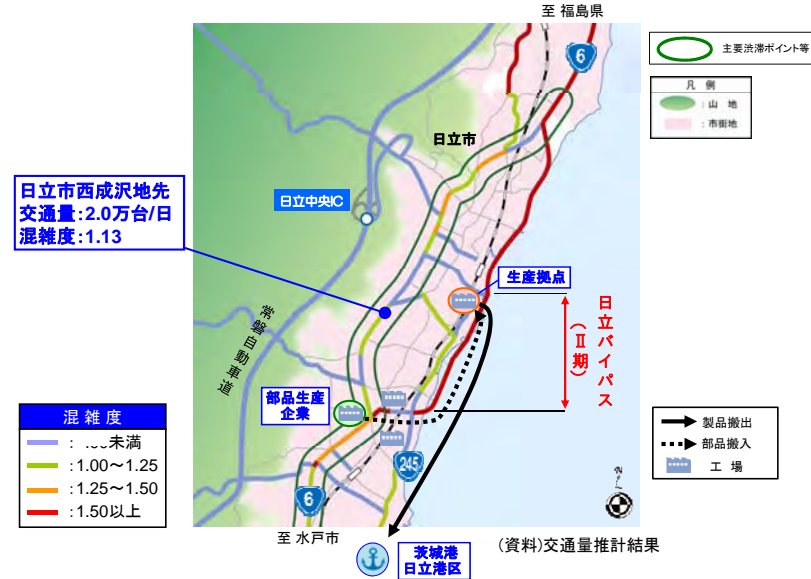 至 福島県
6
主要渋滞ポイント等
凡 例
：山 地
：市街地
日立市
日立市西成沢地先
交通量:2.0万台/日
混雑度:1.13
日立中央IC
生産拠点
日立バイパス
(Ⅱ期)
常磐自動車道
部品生産
企業
混 雑 度
：未満
：1.00～1.25
：1.25～1.50
：1.50以上
245
6
製品搬出
部品搬入
工 場
至 水戸市
茨城港
日立港区
(資料)交通量推計結果